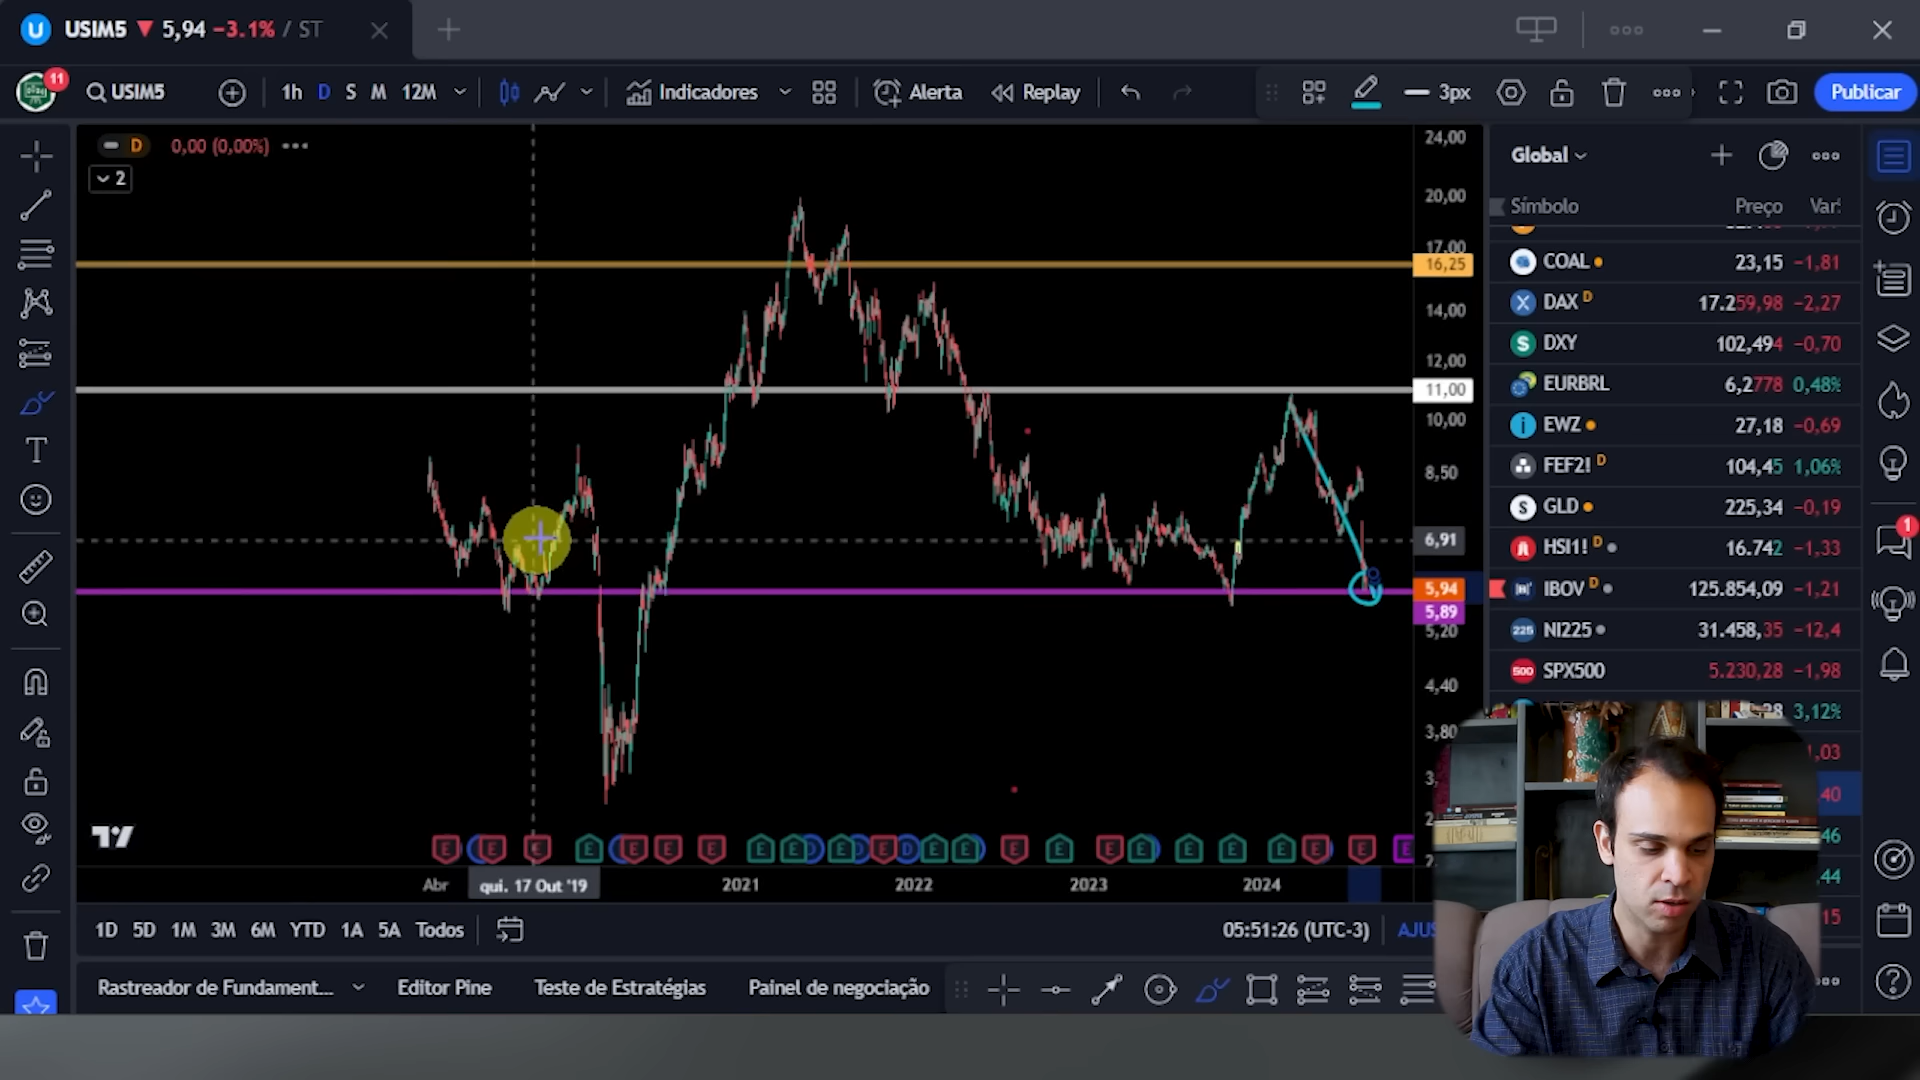 USIM5 5,94 −3.1% / ST
11
USIM5
1h D S M 12M
Indicadores
Alerta
Replay
3px
Publicar
D 0,00 (0,00%)
2
24,00
20,00
17,00
16,25
14,00
12,00
11,00
10,00
8,50
6,91
5,94
5,89
5,20
4,40
3,80
Global
Símbolo Preço Var
COAL 23,15 −1,81
DAX D 17.259,98 −2,27
DXY 102,494 −0,70
EURBRL 6,2778 0,48%
EWZ 27,18 −0,69
FEF2! D 104,45 1,06%
GLD 225,34 −0,19
HSI1! D 16.742 −1,33
IBOV D 125.854,09 −1,21
NI225 31.458,35 −12,4
SPX500 5.230,28 −1,98
3,12%
Abr qui. 17 Out '19 2021 2022 2023 2024
1D 5D 1M 3M 6M YTD 1A 5A Todos
05:51:26 (UTC-3)
AJUS
Rastreador de Fundament... Editor Pine Teste de Estratégias Painel de negociação